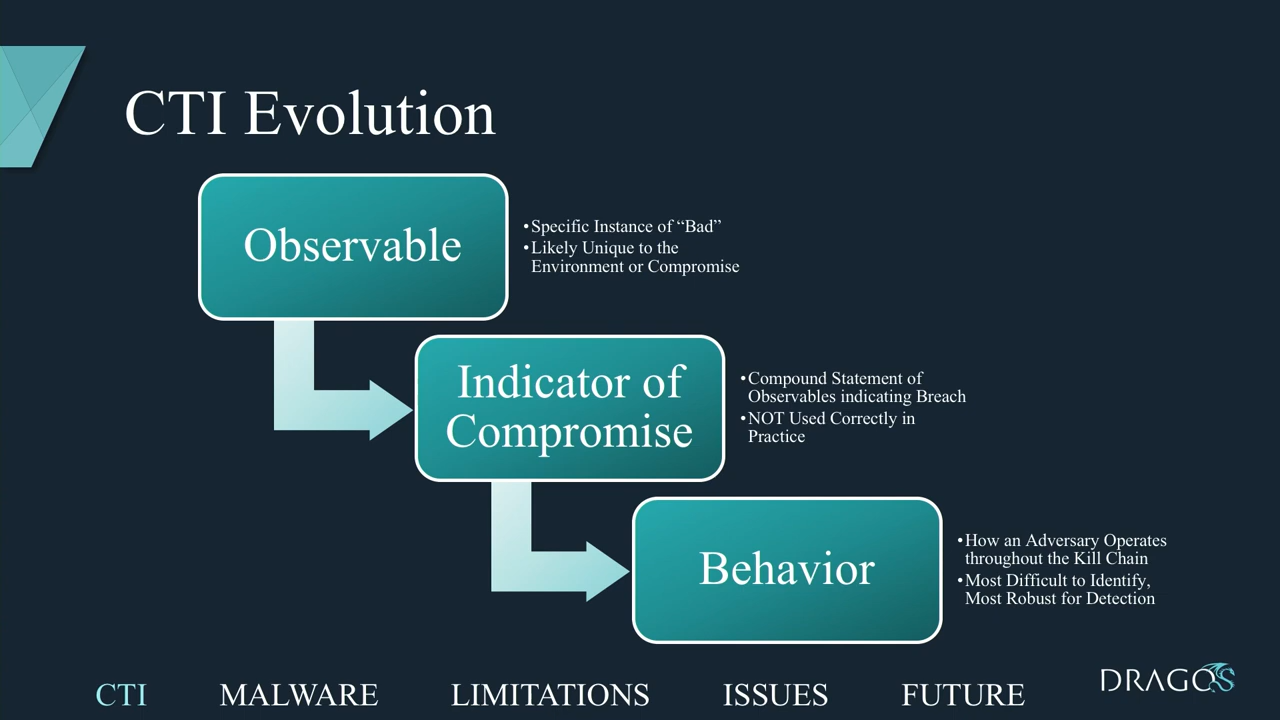 CTI Evolution
Observable
•Specific Instance of “Bad”
•Likely Unique to the
Environment or Compromise
Indicator of
Compromise
•Compound Statement of
Observables indicating Breach
•NOT Used Correctly in
Practice
Behavior
•How an Adversary Operates
throughout the Kill Chain
•Most Difficult to Identify,
Most Robust for Detection
CTI MALWARE LIMITATIONS ISSUES FUTURE
DRAGOS